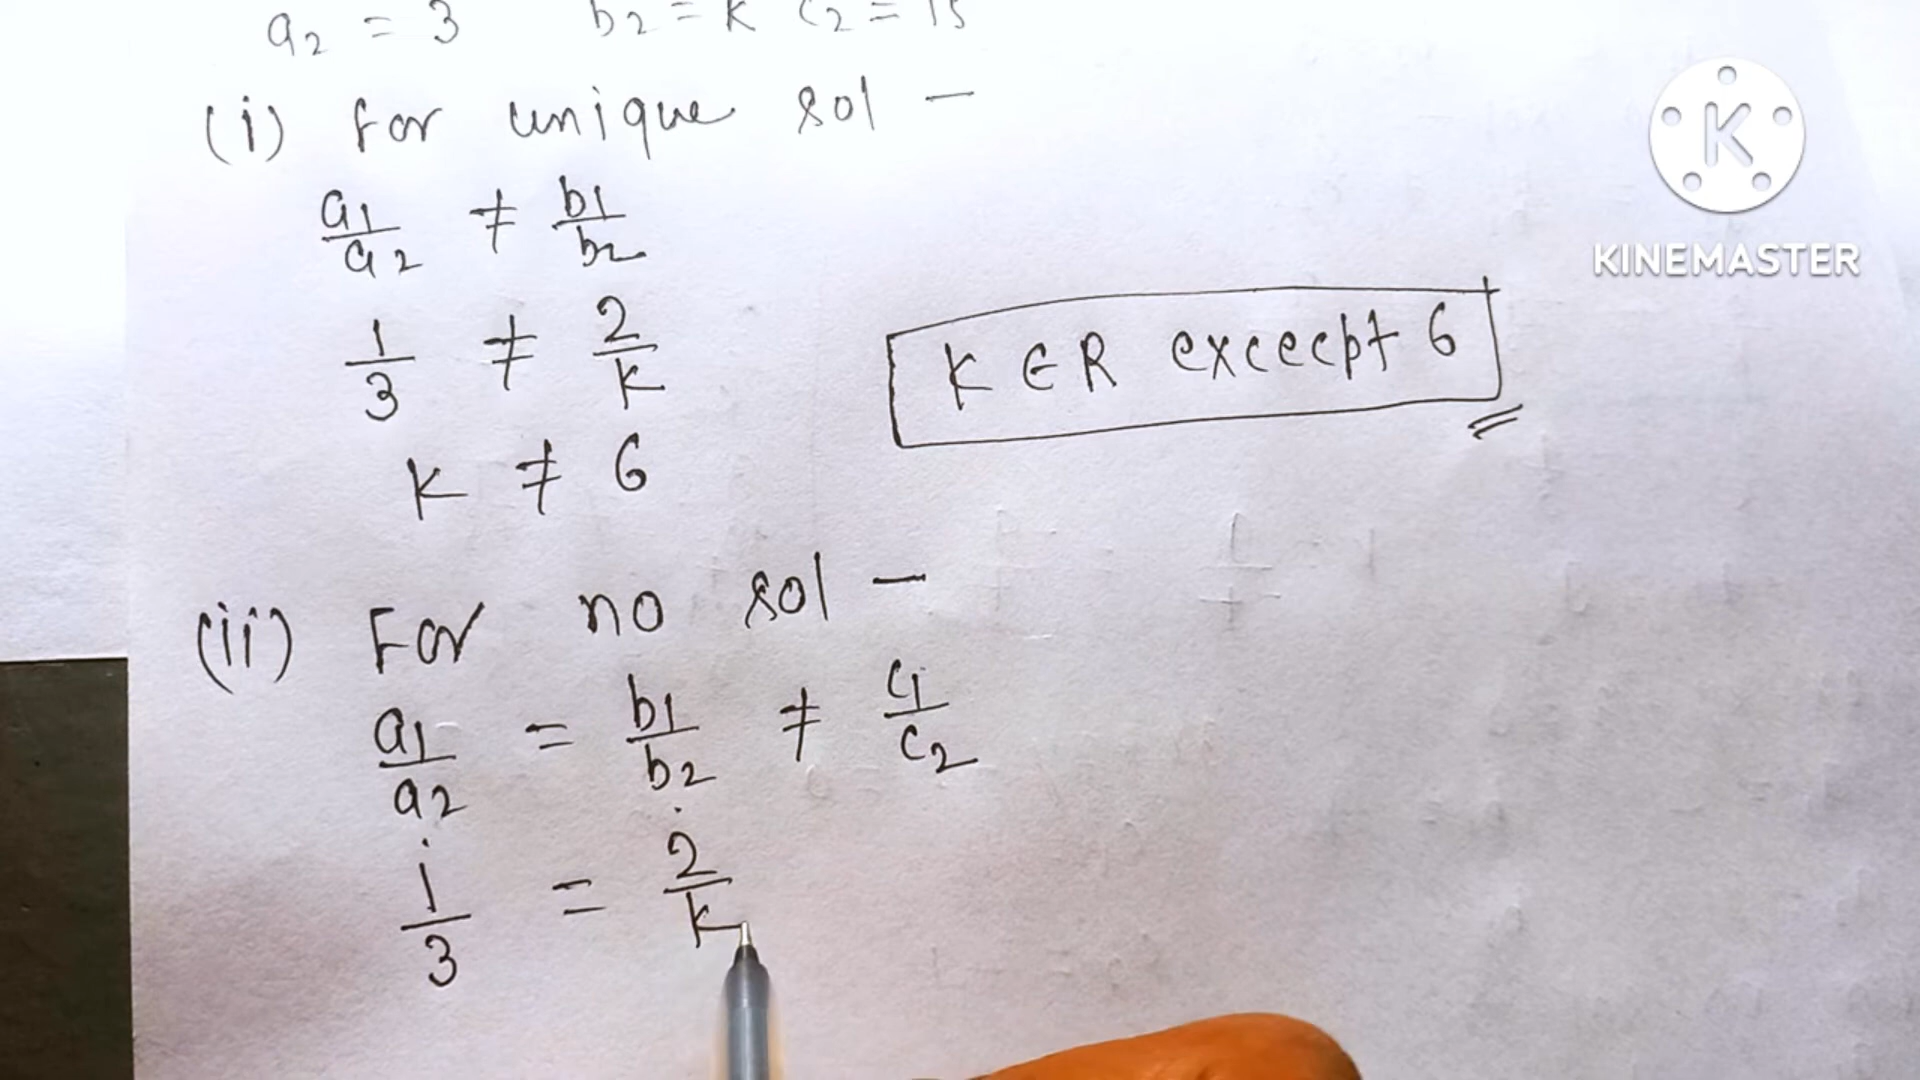 a2 = 3 b2 = k c2 = 15
(i) For unique sol -
a1/a2 ≠ b1/b2
1/3 ≠ 2/k
K ≠ 6
K ∈ R excecpt 6
(ii) For no sol -
a1/a2 = b1/b2 ≠ c1/c2
1/3 = 2/k
K
KINEMASTER